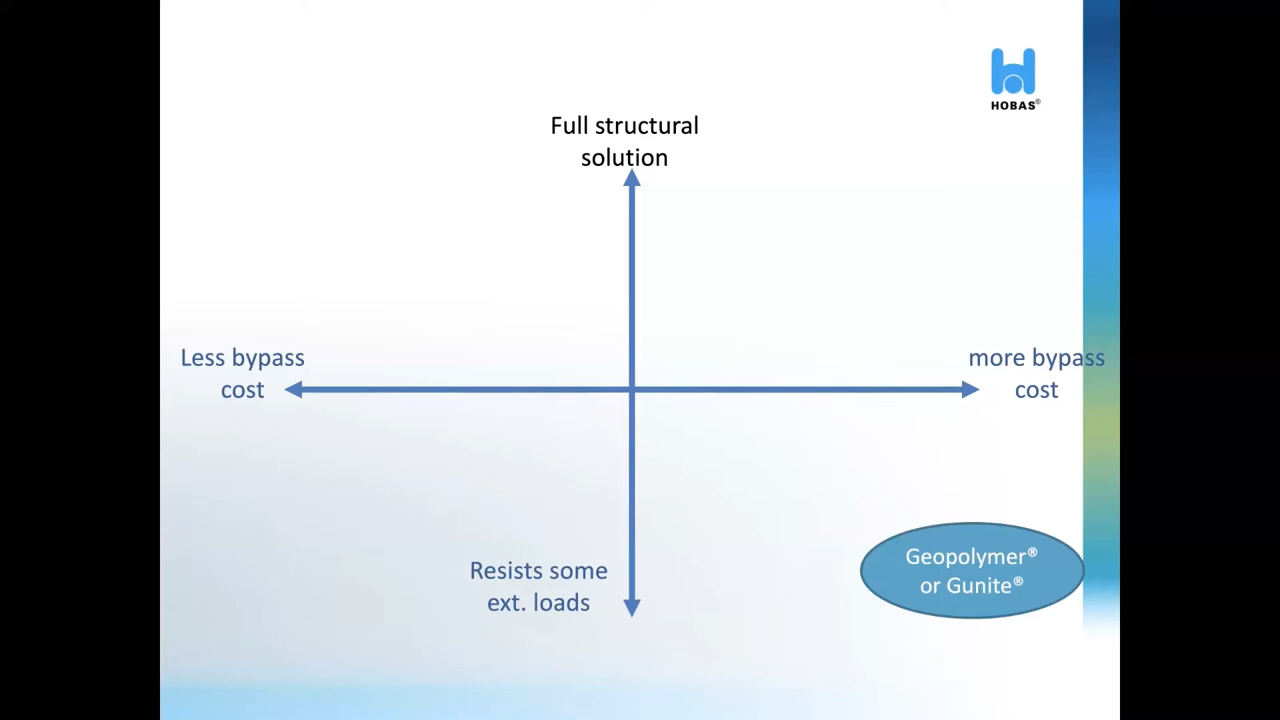 HOBAS®
Full structural
solution
Less bypass
cost
more bypass
cost
Resists some
ext. loads
Geopolymer®
or Gunite®